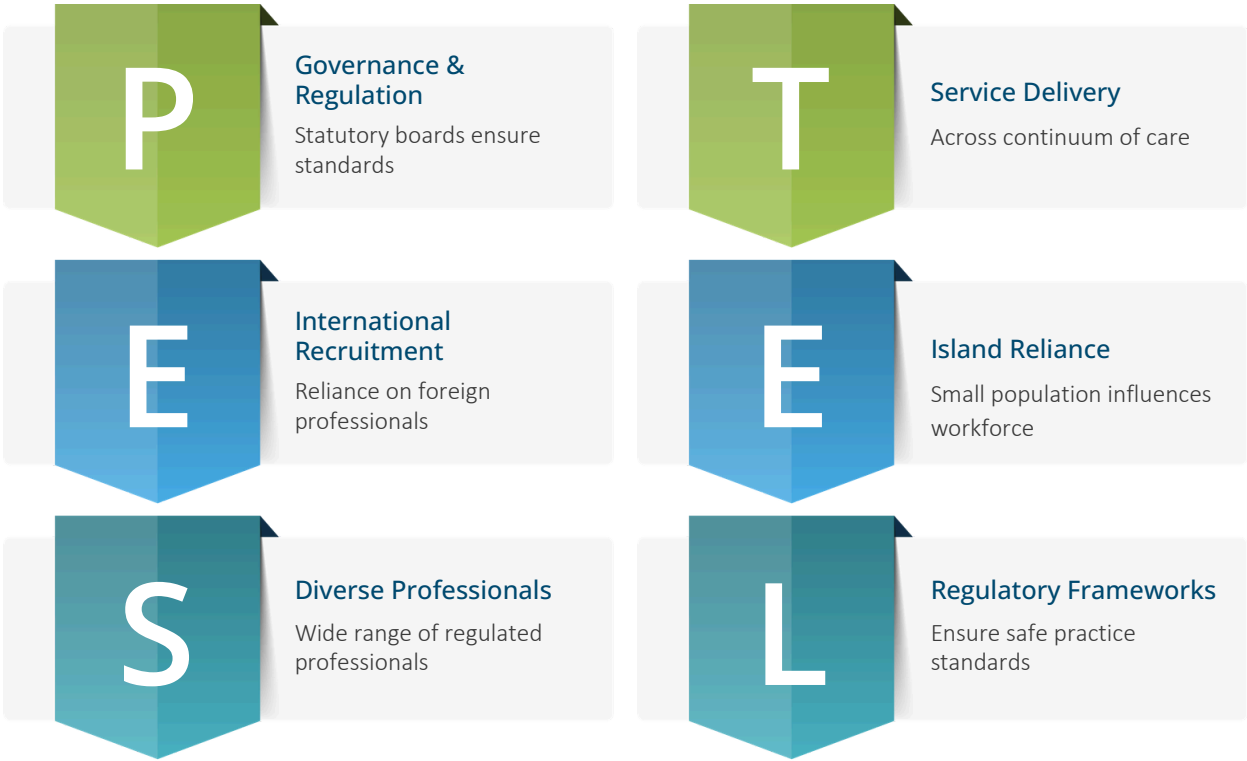 P
Governance &
Regulation
Statutory boards ensure
standards
T
Service Delivery
Across continuum of care
E
International
Recruitment
Reliance on foreign
professionals
E
Island Reliance
Small population influences
workforce
S
Diverse Professionals
Wide range of regulated
professionals
L
Regulatory Frameworks
Ensure safe practice
standards